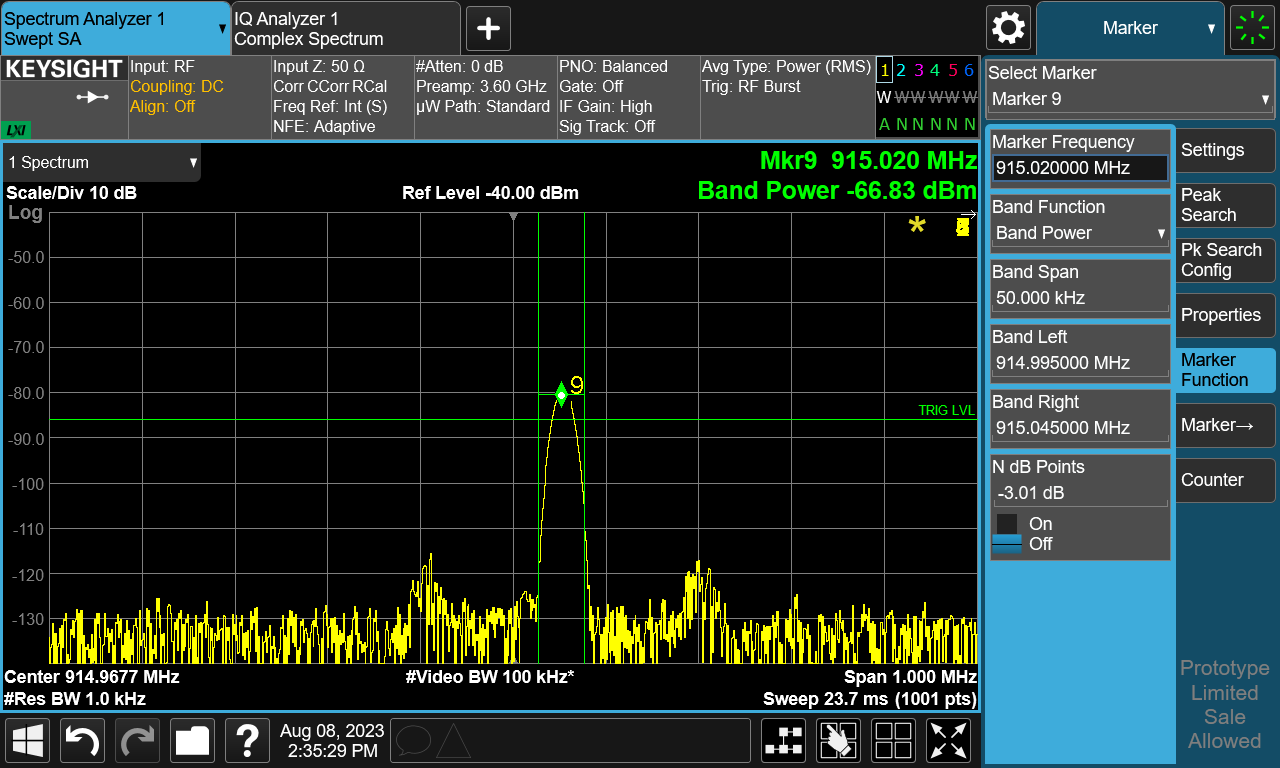 Spectrum Analyzer 1
Swept SA
IQ Analyzer 1
Complex Spectrum
Marker
KEYSIGHT
LXI
Input: RF
Coupling: DC
Align: Off
Input Z: 50 Ω
Corr CCorr RCal
Freq Ref: Int (S)
NFE: Adaptive
#Atten: 0 dB
Preamp: 3.60 GHz
µW Path: Standard
PNO: Balanced
Gate: Off
IF Gain: High
Sig Track: Off
Avg Type: Power (RMS)
Trig: RF Burst
1 2 3 4 5 6
W W W W W W
A N N N N N
1 Spectrum
Mkr9 915.020 MHz
Band Power -66.83 dBm
Scale/Div 10 dB
Ref Level -40.00 dBm
Log
-50.0
-60.0
-70.0
-80.0
-90.0
-100
-110
-120
-130
9
TRIG LVL
Center 914.9677 MHz
#Video BW 100 kHz*
Span 1.000 MHz
#Res BW 1.0 kHz
Sweep 23.7 ms (1001 pts)
Select Marker
Marker 9
Marker Frequency
915.020000 MHz
Band Function
Band Power
Band Span
50.000 kHz
Band Left
914.995000 MHz
Band Right
915.045000 MHz
N dB Points
-3.01 dB
On
Off
Settings
Peak
Search
Pk Search
Config
Properties
Marker
Function
Marker→
Counter
Prototype
Limited
Sale
Allowed
?
Aug 08, 2023
2:35:29 PM